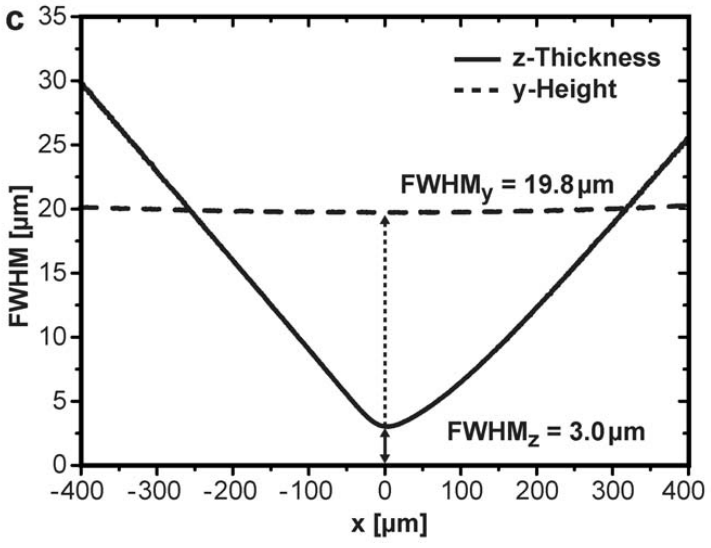 c
35
30
25
20
15
10
5
0
FWHM [µm]
z-Thickness
y-Height
FWHMy = 19.8µm
FWHMz = 3.0µm
-400 -300 -200 -100 0 100 200 300 400
x [µm]